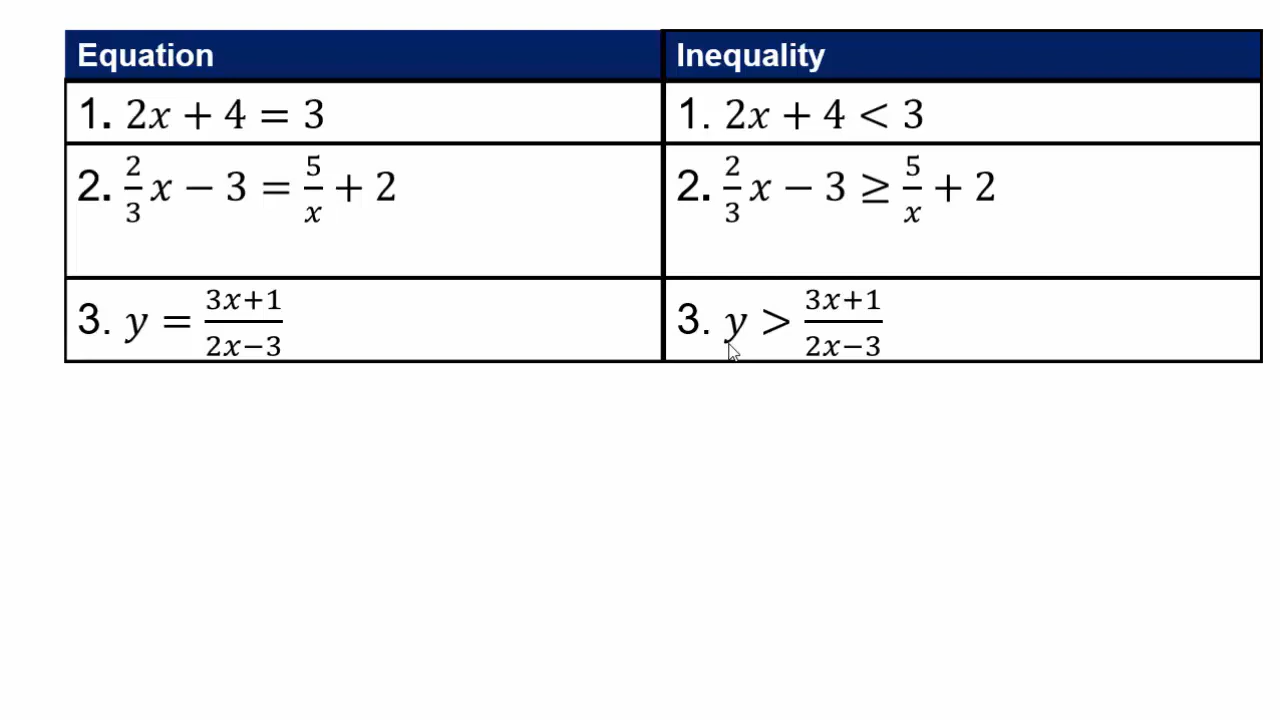 Equation
Inequality
1. 2x + 4 = 3
1. 2x + 4 < 3
2. 2/3 x − 3 = 5/x + 2
2. 2/3 x − 3 ≥ 5/x + 2
3. y = 3x+1/2x−3
3. y > 3x+1/2x−3